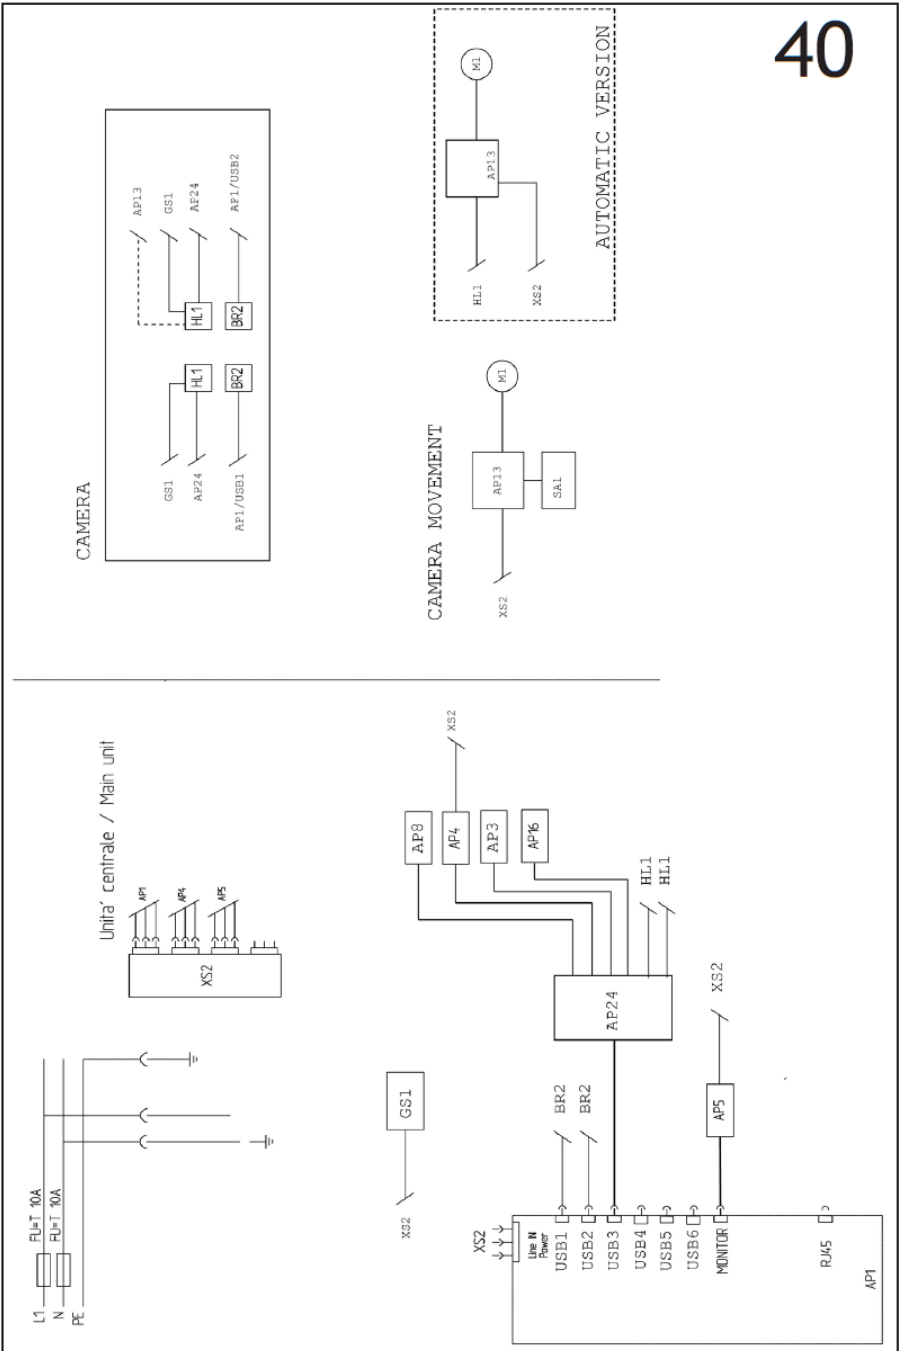 40
CAMERA
AP13
GS1
AP24
AP1/USB2
HL1
BR2
HL1
BR2
GS1
AP24
AP1/USB1
M1
AP13
HL1
XS2
AUTOMATIC VERSION
CAMERA MOVEMENT
M1
AP13
SA1
XS2
Unita' centrale / Main unit
AP1
AP4
AP5
XS2
L1
N
PE
FU=T 10A
FU=T 10A
GS1
XS2
XS2
AP8
AP4
AP3
AP16
HL1
HL1
AP24
XS2
AP5
BR2
BR2
XS2
Line IN
Power
USB1
USB2
USB3
USB4
USB5
USB6
MONITOR
RJ45
AP1